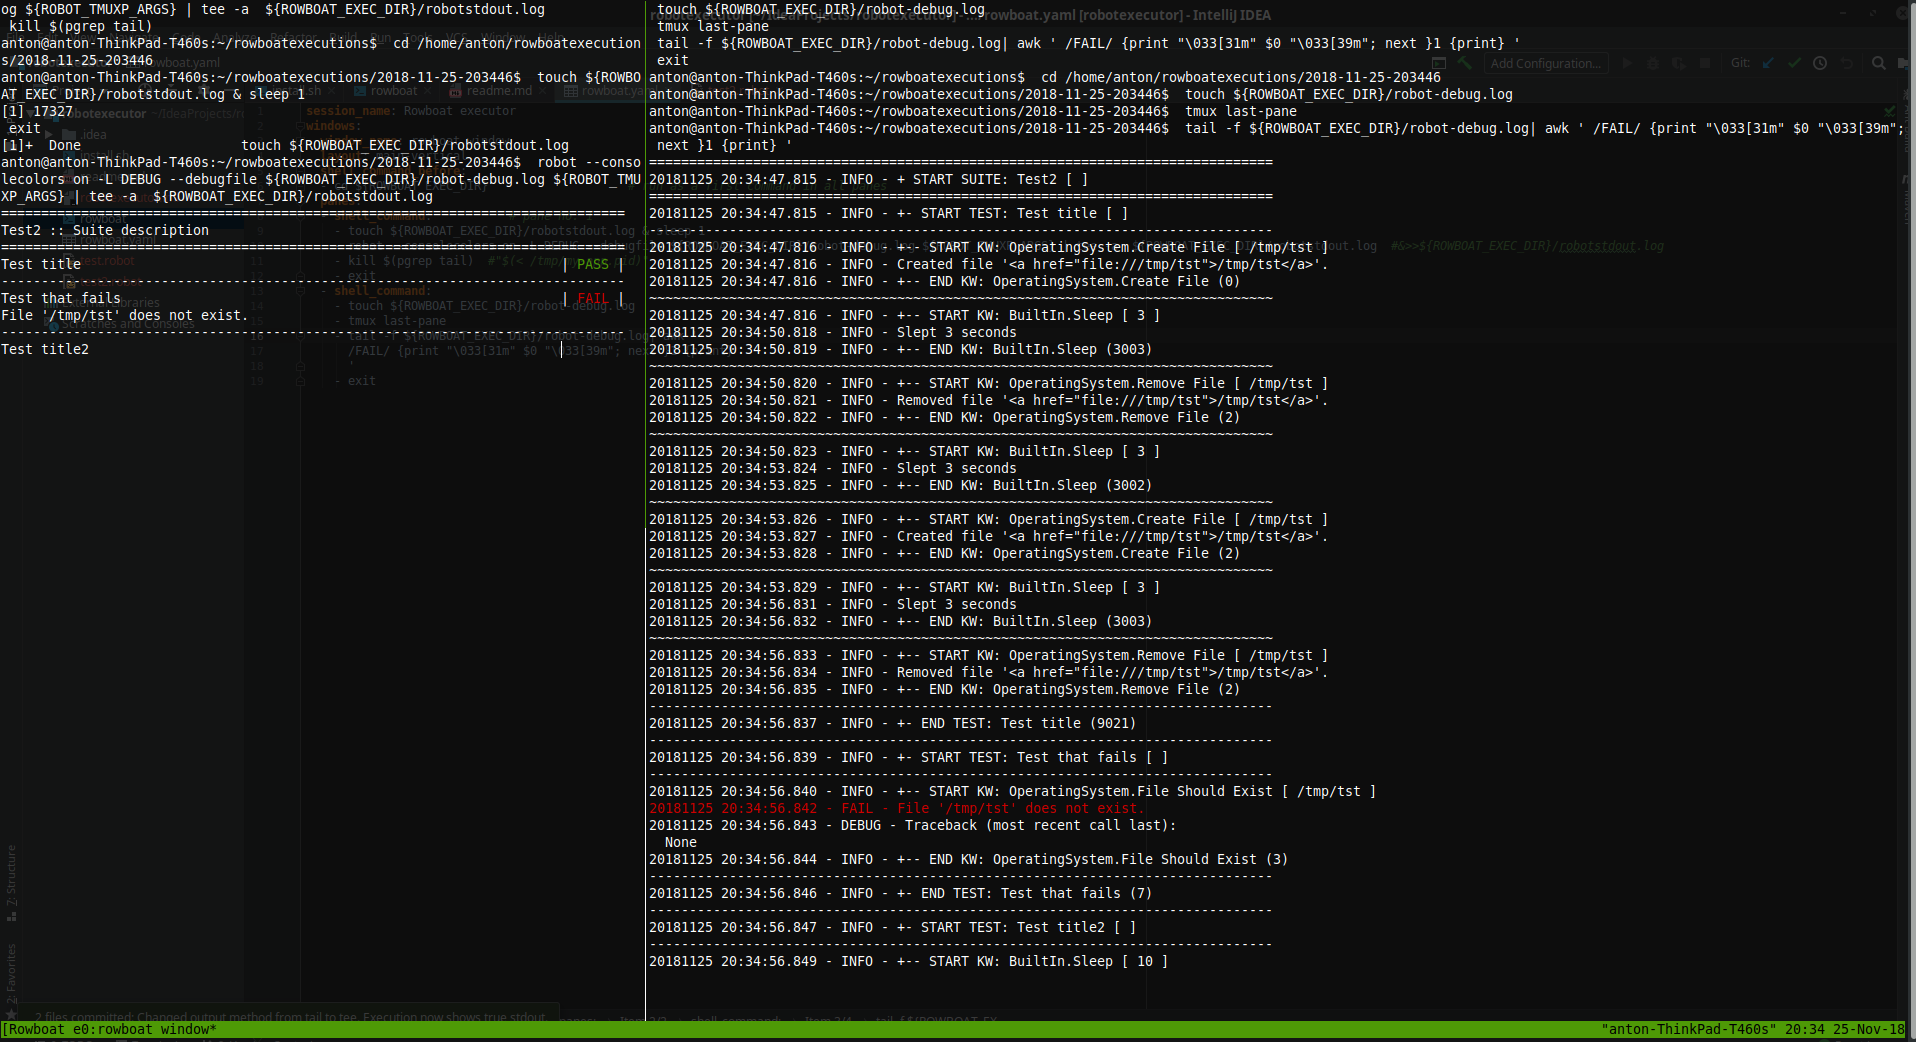 og ${ROBOT_TMUXP_ARGS} | tee -a  ${ROWBOAT_EXEC_DIR}/robotstdout.log
 kill $(pgrep tail)
anton@anton-ThinkPad-T460s:~/rowboatexecutions$  cd /home/anton/rowboatexecution
s/2018-11-25-203446
anton@anton-ThinkPad-T460s:~/rowboatexecutions/2018-11-25-203446$  touch ${ROWBO
AT_EXEC_DIR}/robotstdout.log & sleep 1
[1] 17327
 exit
[1]+  Done                    touch ${ROWBOAT_EXEC_DIR}/robotstdout.log
anton@anton-ThinkPad-T460s:~/rowboatexecutions/2018-11-25-203446$  robot --conso
lecolors on -L DEBUG --debugfile ${ROWBOAT_EXEC_DIR}/robot-debug.log ${ROBOT_TMU
XP_ARGS} | tee -a  ${ROWBOAT_EXEC_DIR}/robotstdout.log
==============================================================================
Test2 :: Suite description
==============================================================================
Test title                                                            | PASS |
------------------------------------------------------------------------------
Test that fails                                                       | FAIL |
File '/tmp/tst' does not exist.
------------------------------------------------------------------------------
Test title2
 touch ${ROWBOAT_EXEC_DIR}/robot-debug.log
 tmux last-pane
 tail -f ${ROWBOAT_EXEC_DIR}/robot-debug.log| awk ' /FAIL/ {print "\033[31m" $0 "\033[39m"; next }1 {print} '
 exit
anton@anton-ThinkPad-T460s:~/rowboatexecutions$  cd /home/anton/rowboatexecutions/2018-11-25-203446
anton@anton-ThinkPad-T460s:~/rowboatexecutions/2018-11-25-203446$  touch ${ROWBOAT_EXEC_DIR}/robot-debug.log
anton@anton-ThinkPad-T460s:~/rowboatexecutions/2018-11-25-203446$  tmux last-pane
anton@anton-ThinkPad-T460s:~/rowboatexecutions/2018-11-25-203446$  tail -f ${ROWBOAT_EXEC_DIR}/robot-debug.log| awk ' /FAIL/ {print "\033[31m" $0 "\033[39m";
 next }1 {print} '
==============================================================================
20181125 20:34:47.815 - INFO - + START SUITE: Test2 [ ]
==============================================================================
20181125 20:34:47.815 - INFO - +- START TEST: Test title [ ]
------------------------------------------------------------------------------
20181125 20:34:47.816 - INFO - +-- START KW: OperatingSystem.Create File [ /tmp/tst ]
20181125 20:34:47.816 - INFO - Created file '<a href="file:///tmp/tst">/tmp/tst</a>'.
20181125 20:34:47.816 - INFO - +-- END KW: OperatingSystem.Create File (0)
~~~~~~~~~~~~~~~~~~~~~~~~~~~~~~~~~~~~~~~~~~~~~~~~~~~~~~~~~~~~~~~~~~~~~~~~~~~~~~
20181125 20:34:47.816 - INFO - +-- START KW: BuiltIn.Sleep [ 3 ]
20181125 20:34:50.818 - INFO - Slept 3 seconds
20181125 20:34:50.819 - INFO - +-- END KW: BuiltIn.Sleep (3003)
~~~~~~~~~~~~~~~~~~~~~~~~~~~~~~~~~~~~~~~~~~~~~~~~~~~~~~~~~~~~~~~~~~~~~~~~~~~~~~
20181125 20:34:50.820 - INFO - +-- START KW: OperatingSystem.Remove File [ /tmp/tst ]
20181125 20:34:50.821 - INFO - Removed file '<a href="file:///tmp/tst">/tmp/tst</a>'.
20181125 20:34:50.822 - INFO - +-- END KW: OperatingSystem.Remove File (2)
~~~~~~~~~~~~~~~~~~~~~~~~~~~~~~~~~~~~~~~~~~~~~~~~~~~~~~~~~~~~~~~~~~~~~~~~~~~~~~
20181125 20:34:50.823 - INFO - +-- START KW: BuiltIn.Sleep [ 3 ]
20181125 20:34:53.824 - INFO - Slept 3 seconds
20181125 20:34:53.825 - INFO - +-- END KW: BuiltIn.Sleep (3002)
~~~~~~~~~~~~~~~~~~~~~~~~~~~~~~~~~~~~~~~~~~~~~~~~~~~~~~~~~~~~~~~~~~~~~~~~~~~~~~
20181125 20:34:53.826 - INFO - +-- START KW: OperatingSystem.Create File [ /tmp/tst ]
20181125 20:34:53.827 - INFO - Created file '<a href="file:///tmp/tst">/tmp/tst</a>'.
20181125 20:34:53.828 - INFO - +-- END KW: OperatingSystem.Create File (2)
~~~~~~~~~~~~~~~~~~~~~~~~~~~~~~~~~~~~~~~~~~~~~~~~~~~~~~~~~~~~~~~~~~~~~~~~~~~~~~
20181125 20:34:53.829 - INFO - +-- START KW: BuiltIn.Sleep [ 3 ]
20181125 20:34:56.831 - INFO - Slept 3 seconds
20181125 20:34:56.832 - INFO - +-- END KW: BuiltIn.Sleep (3003)
~~~~~~~~~~~~~~~~~~~~~~~~~~~~~~~~~~~~~~~~~~~~~~~~~~~~~~~~~~~~~~~~~~~~~~~~~~~~~~
20181125 20:34:56.833 - INFO - +-- START KW: OperatingSystem.Remove File [ /tmp/tst ]
20181125 20:34:56.834 - INFO - Removed file '<a href="file:///tmp/tst">/tmp/tst</a>'.
20181125 20:34:56.835 - INFO - +-- END KW: OperatingSystem.Remove File (2)
------------------------------------------------------------------------------
20181125 20:34:56.837 - INFO - +- END TEST: Test title (9021)
------------------------------------------------------------------------------
20181125 20:34:56.839 - INFO - +- START TEST: Test that fails [ ]
------------------------------------------------------------------------------
20181125 20:34:56.840 - INFO - +-- START KW: OperatingSystem.File Should Exist [ /tmp/tst ]
20181125 20:34:56.842 - FAIL - File '/tmp/tst' does not exist.
20181125 20:34:56.843 - DEBUG - Traceback (most recent call last):
  None
20181125 20:34:56.844 - INFO - +-- END KW: OperatingSystem.File Should Exist (3)
------------------------------------------------------------------------------
20181125 20:34:56.846 - INFO - +- END TEST: Test that fails (7)
------------------------------------------------------------------------------
20181125 20:34:56.847 - INFO - +- START TEST: Test title2 [ ]
------------------------------------------------------------------------------
20181125 20:34:56.849 - INFO - +-- START KW: BuiltIn.Sleep [ 10 ]
[Rowboat e0:rowboat window* "anton-ThinkPad-T460s" 20:34 25-Nov-18